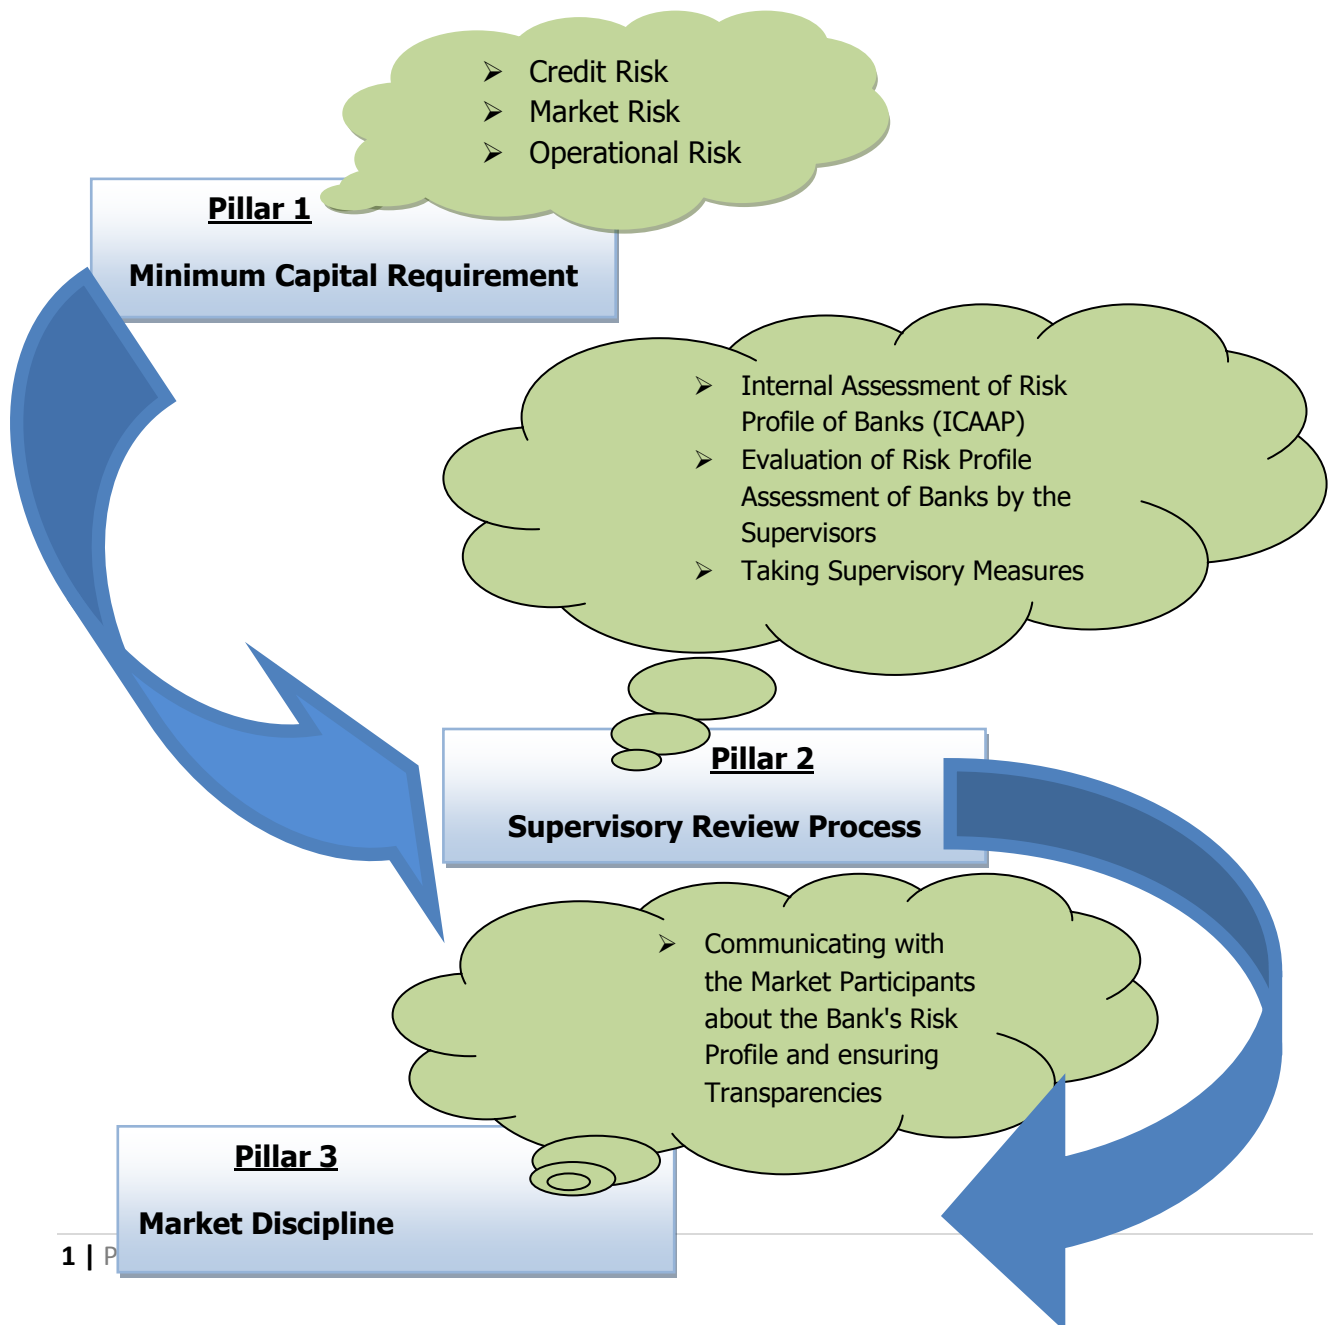 ➢ Credit Risk
➢ Market Risk
➢ Operational Risk
Pillar 1
Minimum Capital Requirement
➢ Internal Assessment of Risk
Profile of Banks (ICAAP)
➢ Evaluation of Risk Profile
Assessment of Banks by the
Supervisors
➢ Taking Supervisory Measures
Pillar 2
Supervisory Review Process
➢ Communicating with
the Market Participants
about the Bank's Risk
Profile and ensuring
Transparencies
Pillar 3
Market Discipline
1 | P